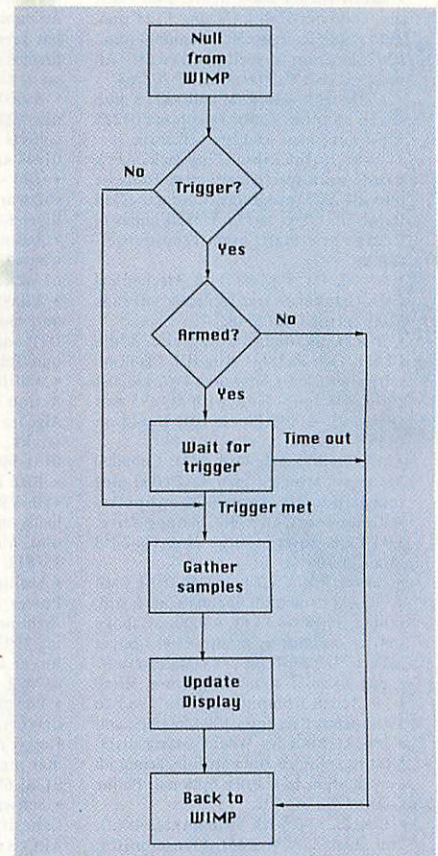 Null
from
WIMP
No
Trigger?
Yes
Armed?
No
Yes
Wait for
trigger
Time out
Trigger met
Gather
samples
Update
Display
Back to
WIMP